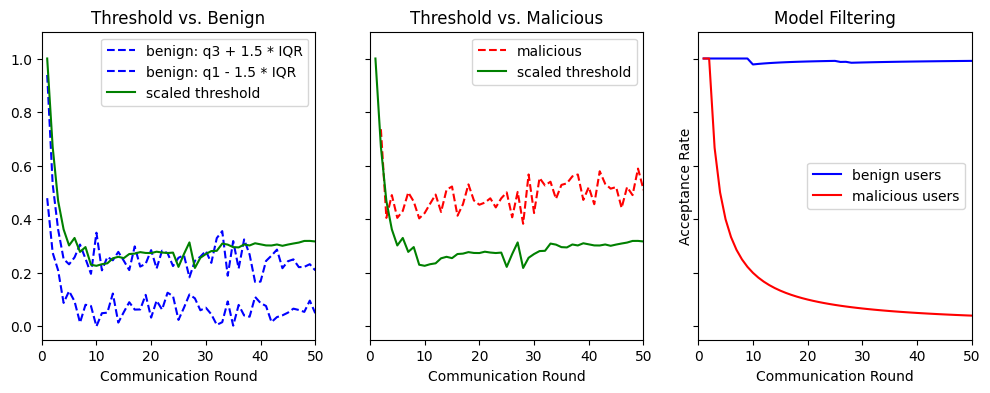 Threshold vs. Benign
benign: q3 + 1.5 * IQR
benign: q1 - 1.5 * IQR
scaled threshold
1.0
0.8
0.6
0.4
0.2
0.0
0
10
20
30
40
50
Communication Round
Threshold vs. Malicious
malicious
scaled threshold
0
10
20
30
40
50
Communication Round
Model Filtering
Acceptance Rate
benign users
malicious users
0
10
20
30
40
50
Communication Round